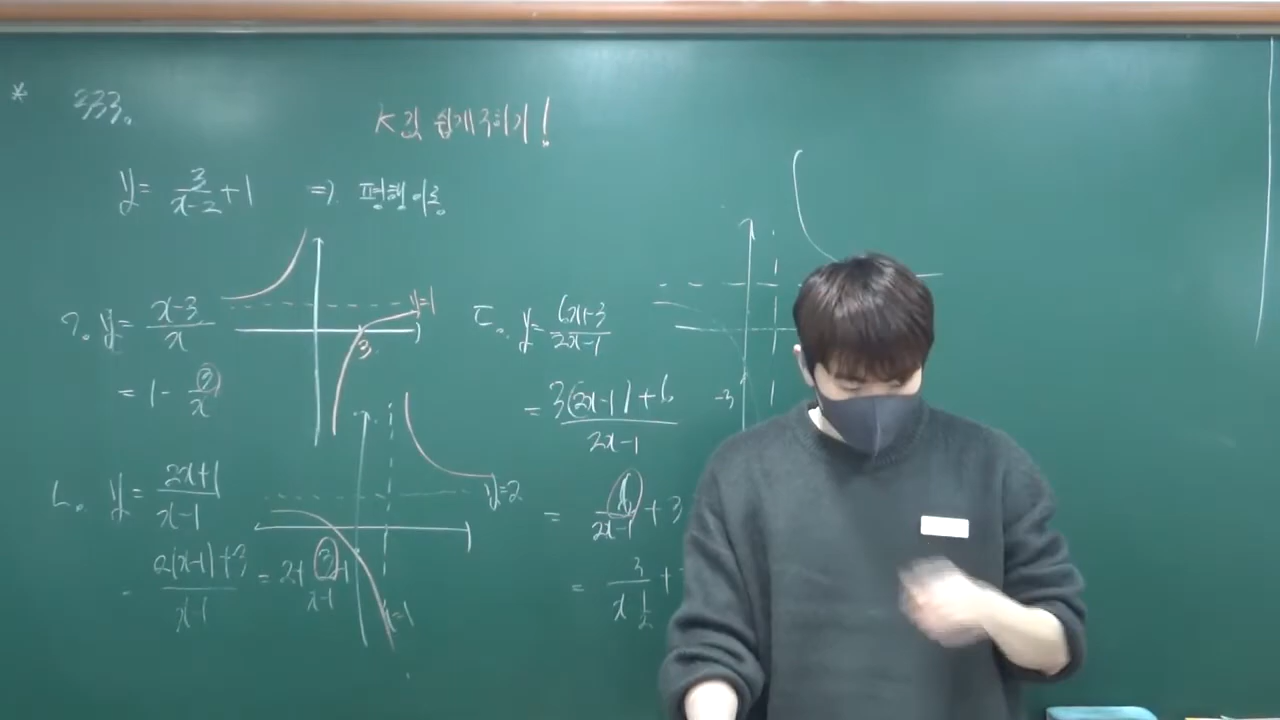 * 333.
K값 쉽게구하기!
y= 3/(x-2) +1 ⇒ 평행이동.
ㄱ. y= (x-3)/x
= 1- 3/x
y=1
3
ㄴ. y= (2x+1)/(x-1)
= (2(x-1)+3)/(x-1) = 2+ 3/(x-1)
y=2
x=1
ㄷ. y= (6x+3)/(2x-1)
= (3(2x-1)+6)/(2x-1)
= 6/(2x-1) +3
-3